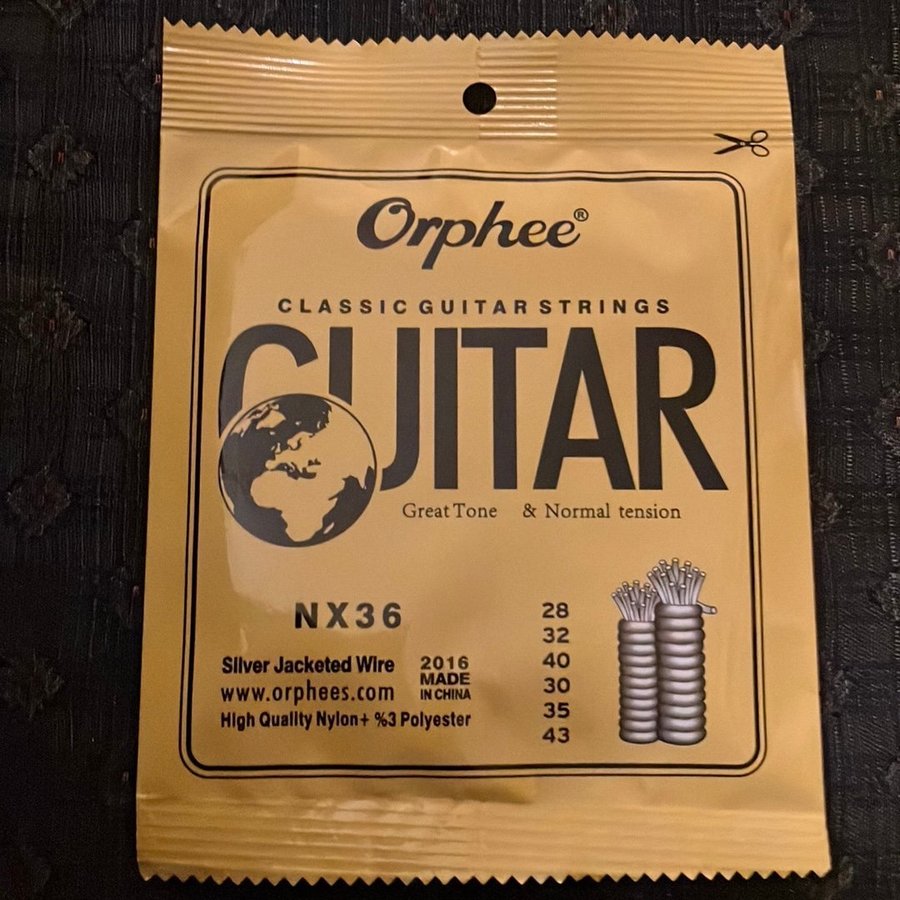 Orphee®
CLASSIC GUITAR STRINGS
GUITAR
Great Tone & Normal tension
NX36
Silver Jacketed Wire
www.orphees.com
High Quality Nylon+ %3 Polyester
2016
MADE
IN CHINA
28
32
40
30
35
43